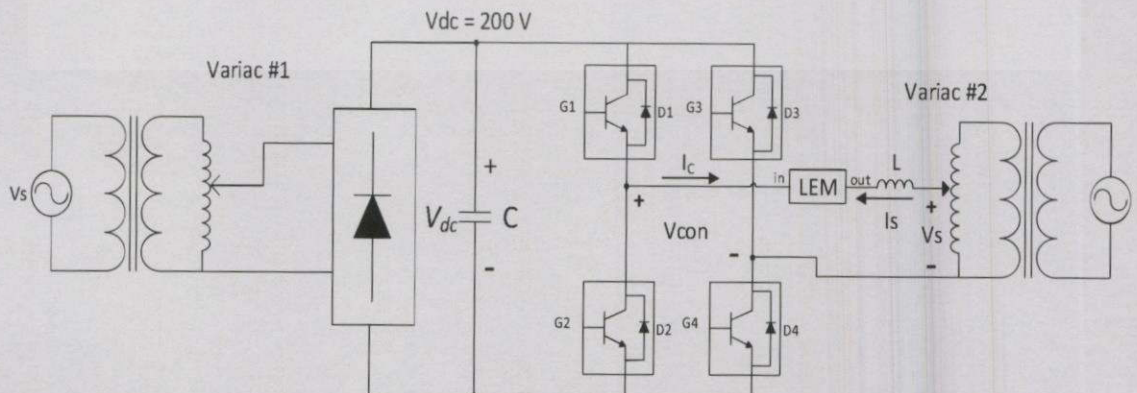 Vdc = 200 V
Variac #1
Variac #2
G1
D1
G3
D3
Vs
Ic
in
LEM
out
L
+
+
Is
+
Vdc
C
Vcon
Vs
-
-
-
G2
D2
G4
D4